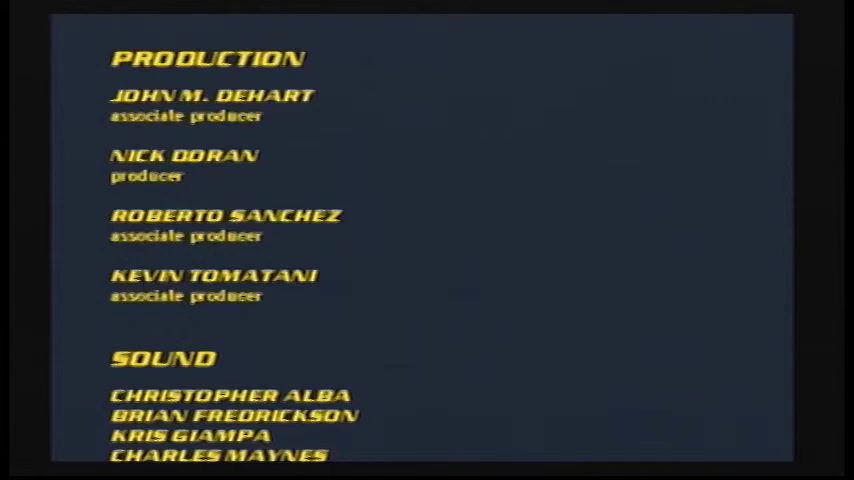 PRODUCTION
JOHN M. DEHART
associate producer
NICK DORAN
producer
ROBERTO SANCHEZ
associate producer
KEVIN TOMATANI
associate producer
SOUND
CHRISTOPHER ALBA
BRIAN FREDRICKSON
KRIS GIAMPA
CHARLES MAYNES